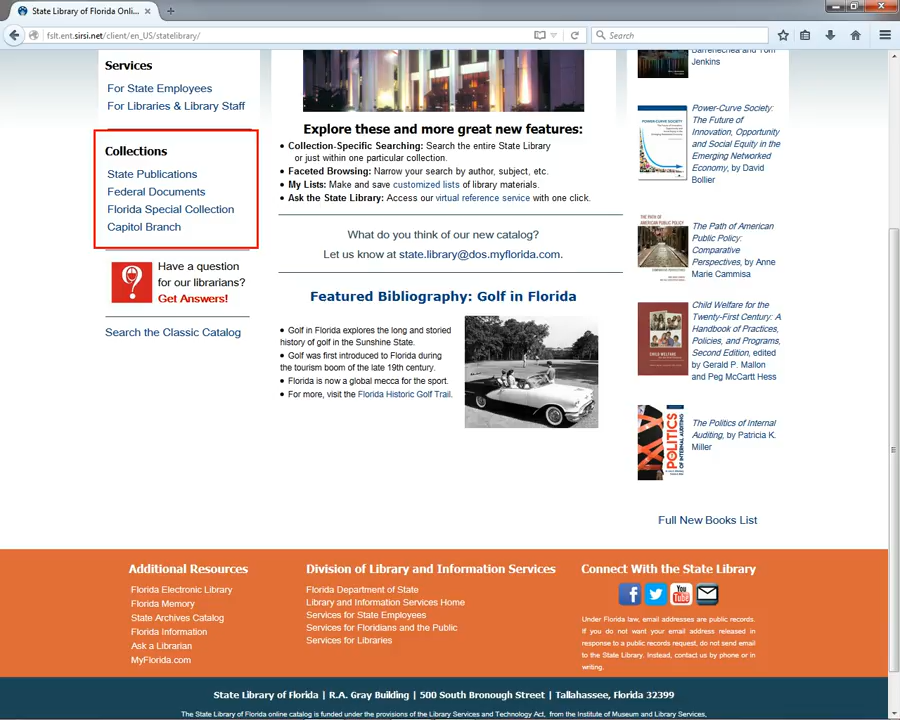 State Library of Florida Onli...
fslt.ent.sirsi.net/client/en_US/statelibrary/
Search
Services
For State Employees
For Libraries & Library Staff
Collections
State Publications
Federal Documents
Florida Special Collection
Capitol Branch
Have a question
for our librarians?
Get Answers!
Search the Classic Catalog
Explore these and more great new features:
Collection-Specific Searching: Search the entire State Library
or just within one particular collection.
Faceted Browsing: Narrow your search by author, subject, etc.
My Lists: Make and save customized lists of library materials.
Ask the State Library: Access our virtual reference service with one click.
What do you think of our new catalog?
Let us know at state.library@dos.myflorida.com.
Featured Bibliography: Golf in Florida
Golf in Florida explores the long and storied
history of golf in the Sunshine State.
Golf was first introduced to Florida during
the tourism boom of the late 19th century.
Florida is now a global mecca for the sport.
For more, visit the Florida Historic Golf Trail.
Jenkins
Power-Curve Society:
The Future of
Innovation, Opportunity
and Social Equity in the
Emerging Networked
Economy, by David
Bollier
The Path of American
Public Policy:
Comparative
Perspectives, by Anne
Marie Cammisa
Child Welfare for the
Twenty-First Century: A
Handbook of Practices,
Policies, and Programs,
Second Edition, edited
by Gerald P. Mallon
and Peg McCartt Hess
POLITICS
The Politics of Internal
Auditing, by Patricia K.
Miller
Full New Books List
Additional Resources
Florida Electronic Library
Florida Memory
State Archives Catalog
Florida Information
Ask a Librarian
MyFlorida.com
Division of Library and Information Services
Florida Department of State
Library and Information Services Home
Services for State Employees
Services for Floridians and the Public
Services for Libraries
Connect With the State Library
You
Tube
Under Florida law, email addresses are public records.
If you do not want your email address released in
response to a public records request, do not send email
to the State Library. Instead, contact us by phone or in
writing.
State Library of Florida | R.A. Gray Building | 500 South Bronough Street | Tallahassee, Florida 32399
The State Library of Florida online catalog is funded under the provisions of the Library Services and Technology Act, from the Institute of Museum and Library Services.